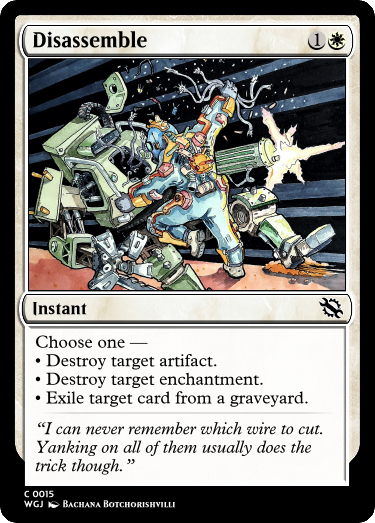 Disassemble 1
Instant
Choose one —
• Destroy target artifact.
• Destroy target enchantment.
• Exile target card from a graveyard.
“I can never remember which wire to cut.
Yanking on all of them usually does the
trick though.”
C 0015
WGJ Bachana Botchorishvilli